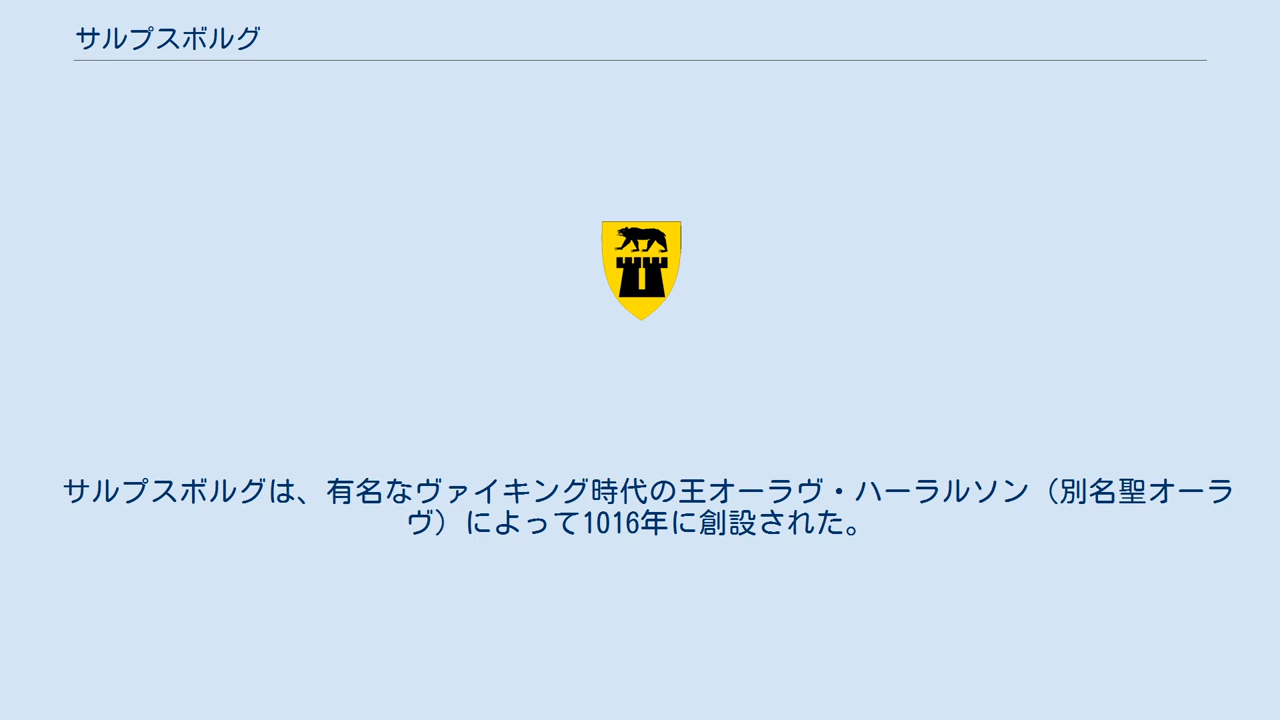 サルプスボルグ
サルプスボルグは、有名なヴァイキング時代の王オーラヴ・ハーラルソン（別名聖オーラ
ヴ）によって1016年に創設された。